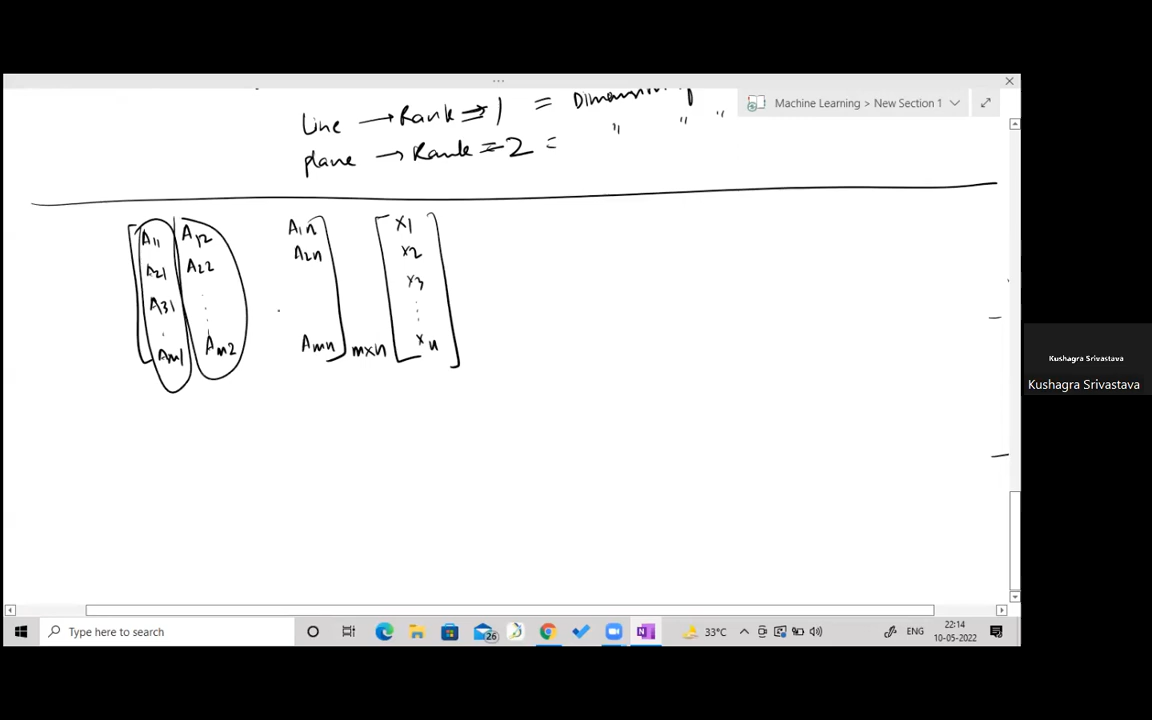 Line → Rank = 1 = Dimension
Machine Learning > New Section 1
plane → Rank = 2 = " " "
A11 A12 A1n x1
A21 A22 A2n x2
A31 x3
Am1 Am2 Amn mxn xn
Kushagra Srivastava
Kushagra Srivastava
Type here to search
26
33°C
ENG
22:14
10-05-2022